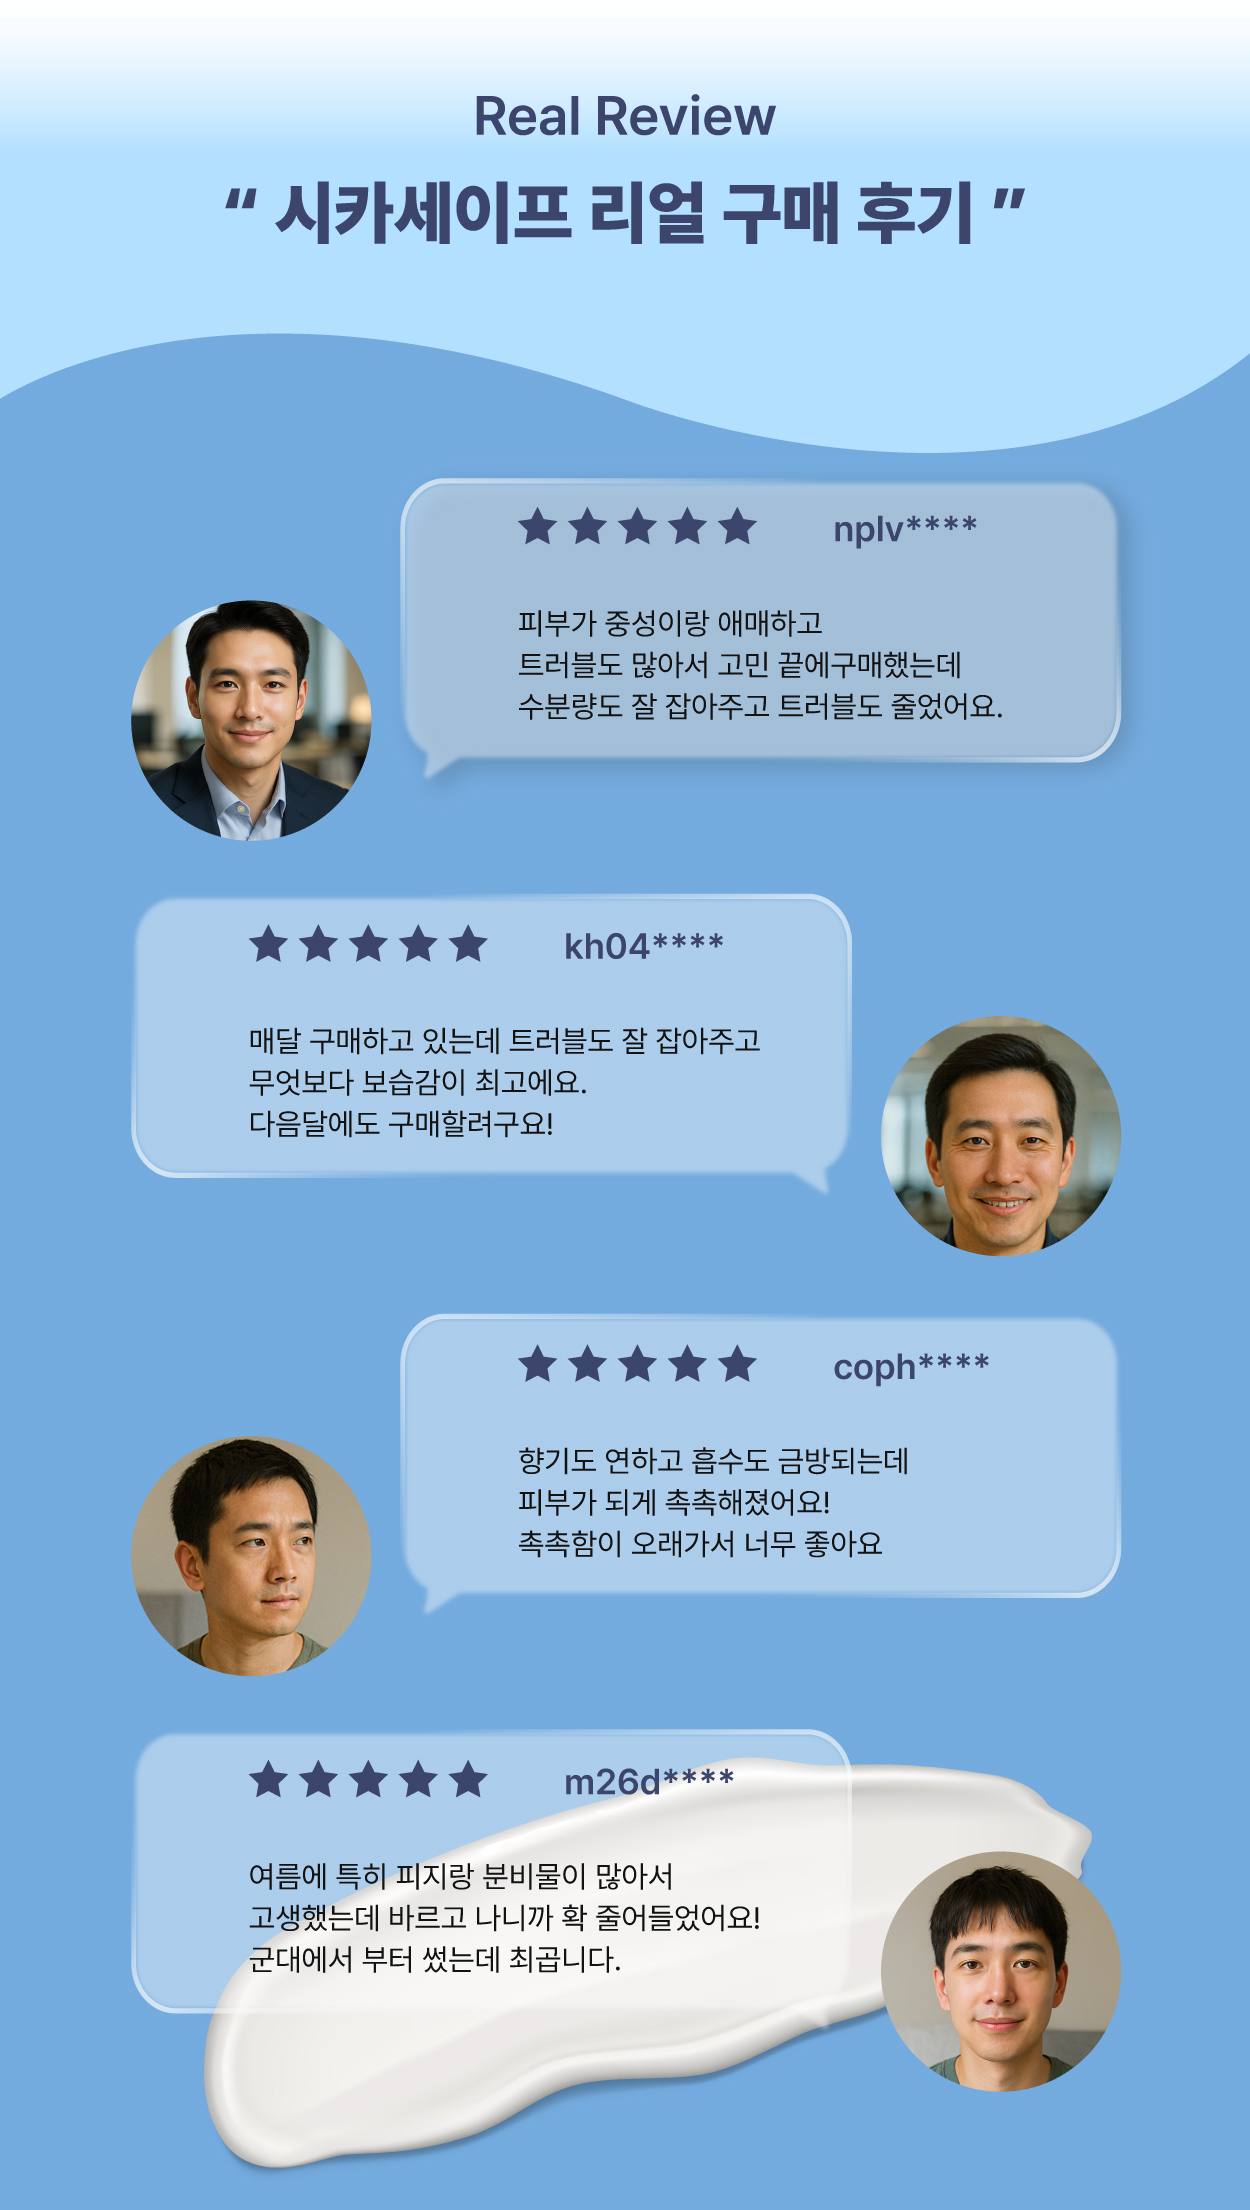 Real Review
“ 시카세이프 리얼 구매 후기 ”
★★★★★ nplv****
피부가 중성이랑 애매하고
트러블도 많아서 고민 끝에구매했는데
수분량도 잘 잡아주고 트러블도 줄었어요.
★★★★★ kh04****
매달 구매하고 있는데 트러블도 잘 잡아주고
무엇보다 보습감이 최고에요.
다음달에도 구매할려구요!
★★★★★ coph****
향기도 연하고 흡수도 금방되는데
피부가 되게 촉촉해졌어요!
촉촉함이 오래가서 너무 좋아요
★★★★★ m26d****
여름에 특히 피지랑 분비물이 많아서
고생했는데 바르고 나니까 확 줄어들었어요!
군대에서 부터 썼는데 최곱니다.